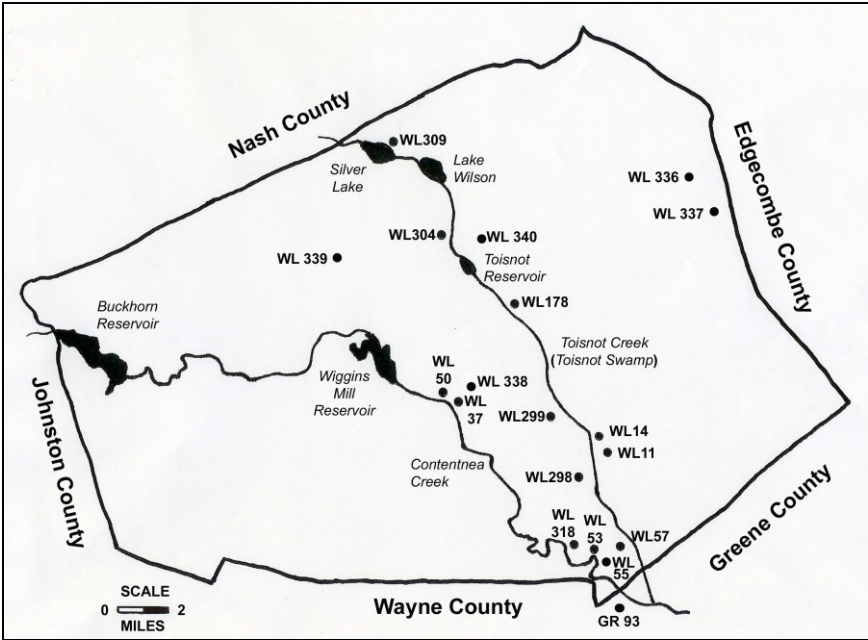 Nash County
Edgecombe County
WL309
Silver
Lake
Lake
Wilson
WL 336
WL 337
WL304
WL 340
WL 339
Toisnot
Reservoir
Buckhorn
Reservoir
WL178
Toisnot Creek
(Toisnot Swamp)
Wiggins
Mill
Reservoir
WL
50
WL 338
WL
37
WL299
WL14
WL11
Johnston County
Contentnea
Creek
WL298
Greene County
WL
318
WL
53
WL57
WL
55
SCALE
0 2
MILES
Wayne County
GR 93